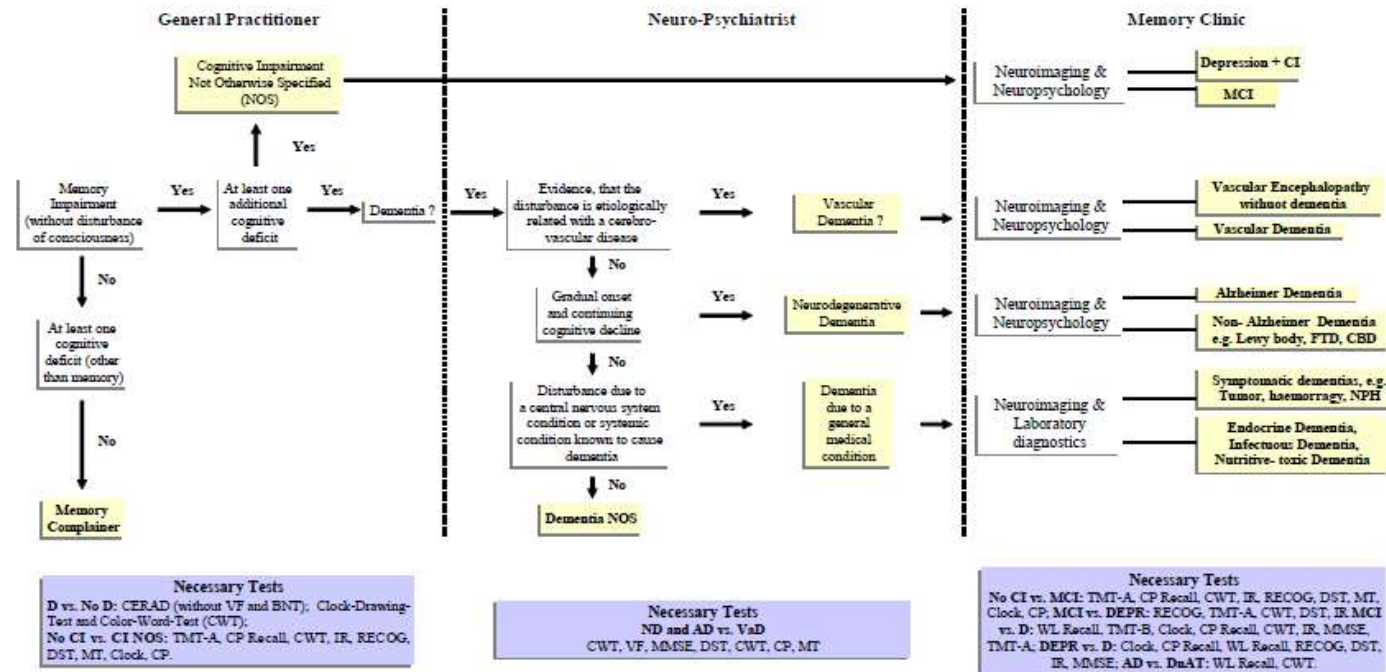 General Practitioner
Cognitive Impairment
Not Otherwise Specified
(NOS)
Yes
Memory
Impairment
(without disturbance
of consciousness)
Yes
At least one
additional
cognitive
deficit
Yes
Dementia ?
No
At least one
cognitive
deficit (other
than memory)
No
Memory
Complainer
Necessary Tests
D vs. No D: CERAD (without VF and BNT); Clock-Drawing-
Test and Color-Word-Test (CWT);
No CI vs. CI NOS: TMT-A, CP Recall, CWT, IR, RECOG,
DST, MT, Clock, CP.
Neuro-Psychiatrist
Yes
Evidence, that the
disturbance is etiologically
related with a cerebro-
vascular disease
Yes
Vascular
Dementia ?
No
Gradual onset
and continuing
cognitive decline
Yes
Neurodegenerative
Dementia
No
Disturbance due to
a central nervous system
condition or systemic
condition known to cause
dementia
Yes
Dementia
due to a
general
medical
condition
No
Dementia NOS
Necessary Tests
ND and AD vs. VaD
CWT, VF, MMSE, DST, CWT, CP, MT
Memory Clinic
Neuroimaging &
Neuropsychology
Depression + CI
MCI
Neuroimaging &
Neuropsychology
Vascular Encephalopathy
withuot dementia
Vascular Dementia
Neuroimaging &
Neuropsychology
Alzheimer Dementia
Non- Alzheimer Dementia
e.g. Lewy body, FTD, CBD
Neuroimaging &
Laboratory
diagnostics
Symptomatic dementias, e.g.
Tumor, haemorragy, NPH
Endocrine Dementia,
Infectuous Dementia,
Nutritive- toxic Dementia
Necessary Tests
No CI vs. MCI: TMT-A, CP Recall, CWT, IR, RECOG, DST, MT,
Clock, CP; MCI vs. DEPR: RECOG, TMT-A, CWT, DST, IR MCI
vs. D: WL Recall, TMT-B, Clock, CP Recall, CWT, IR, MMSE,
TMT-A; DEPR vs. D: Clock, CP Recall, WL Recall, RECOG, DST,
IR, MMSE; AD vs. DnAT: WL Recall, CWT.